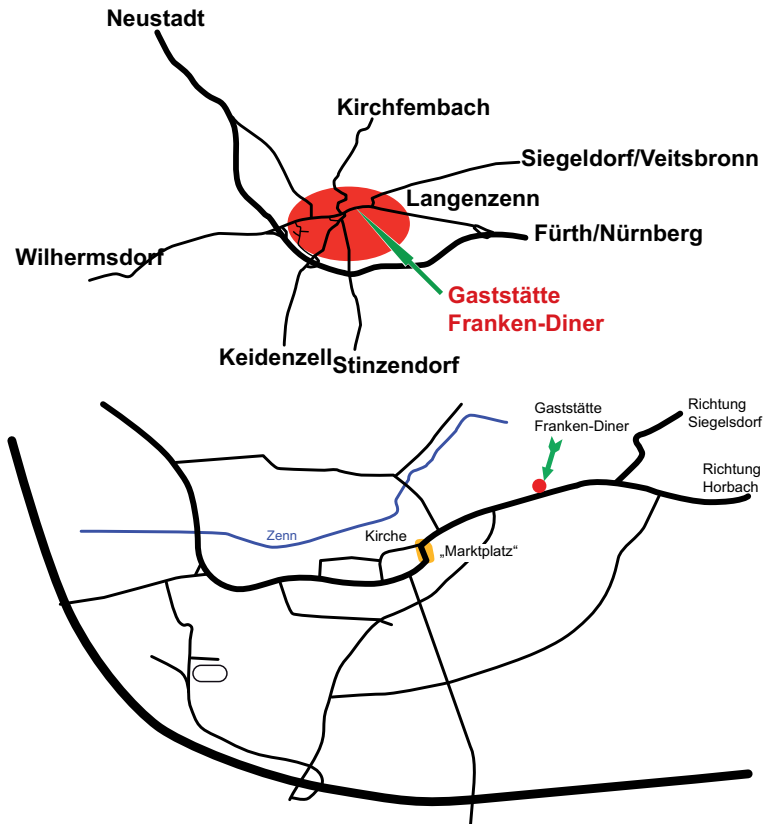 Neustadt
Kirchfembach
Siegeldorf/Veitsbronn
Langenzenn
Fürth/Nürnberg
Wilhermsdorf
Gaststätte
Franken-Diner
Keidenzell
Stinzendorf
Gaststätte
Franken-Diner
Richtung
Siegelsdorf
Richtung
Horbach
Zenn
Kirche
„Marktplatz“